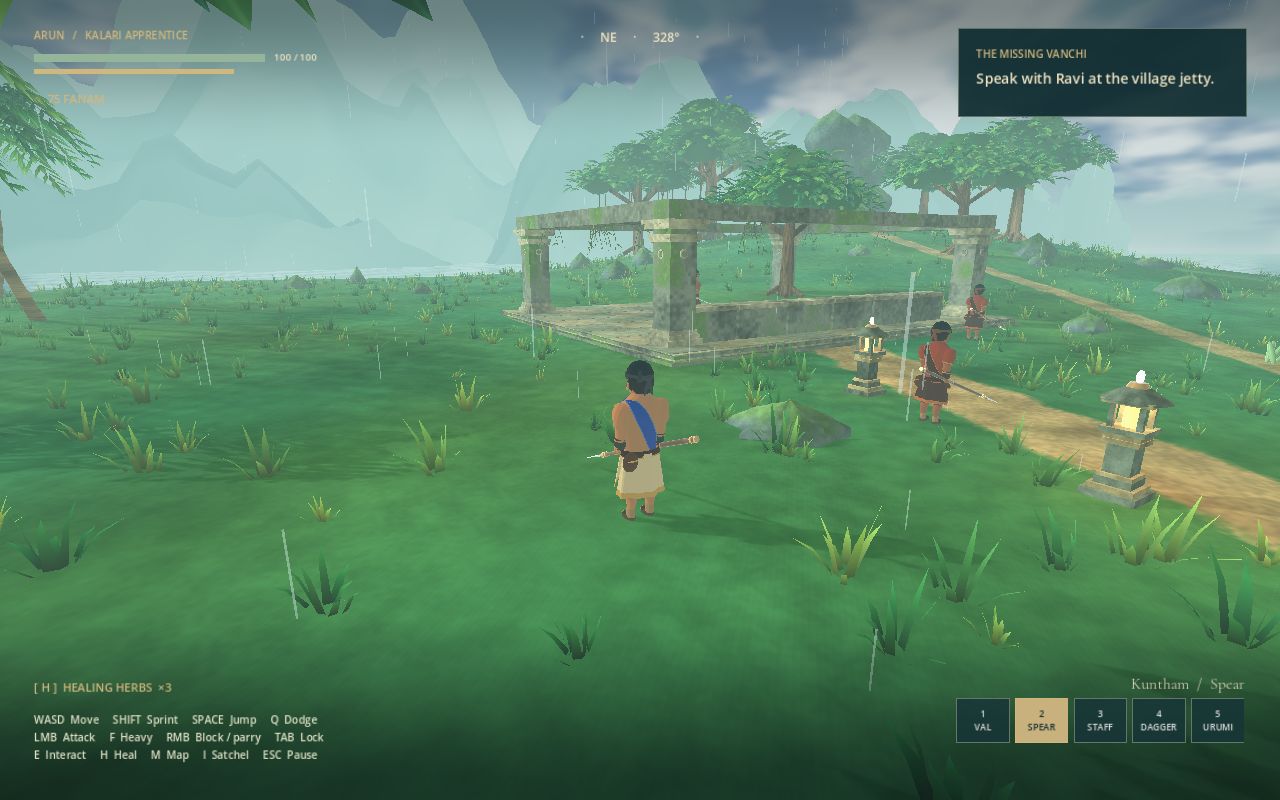 ARUN / KALARI APPRENTICE
100 / 100
75 FANAM
· NE · 328° ·
THE MISSING VANCHI
Speak with Ravi at the village jetty.
[ H ] HEALING HERBS ×3
WASD Move SHIFT Sprint SPACE Jump Q Dodge
LMB Attack F Heavy RMB Block / parry TAB Lock
E Interact H Heal M Map I Satchel ESC Pause
Kuntham / Spear
1 2 3 4 5
VAL SPEAR STAFF DAGGER URUMI